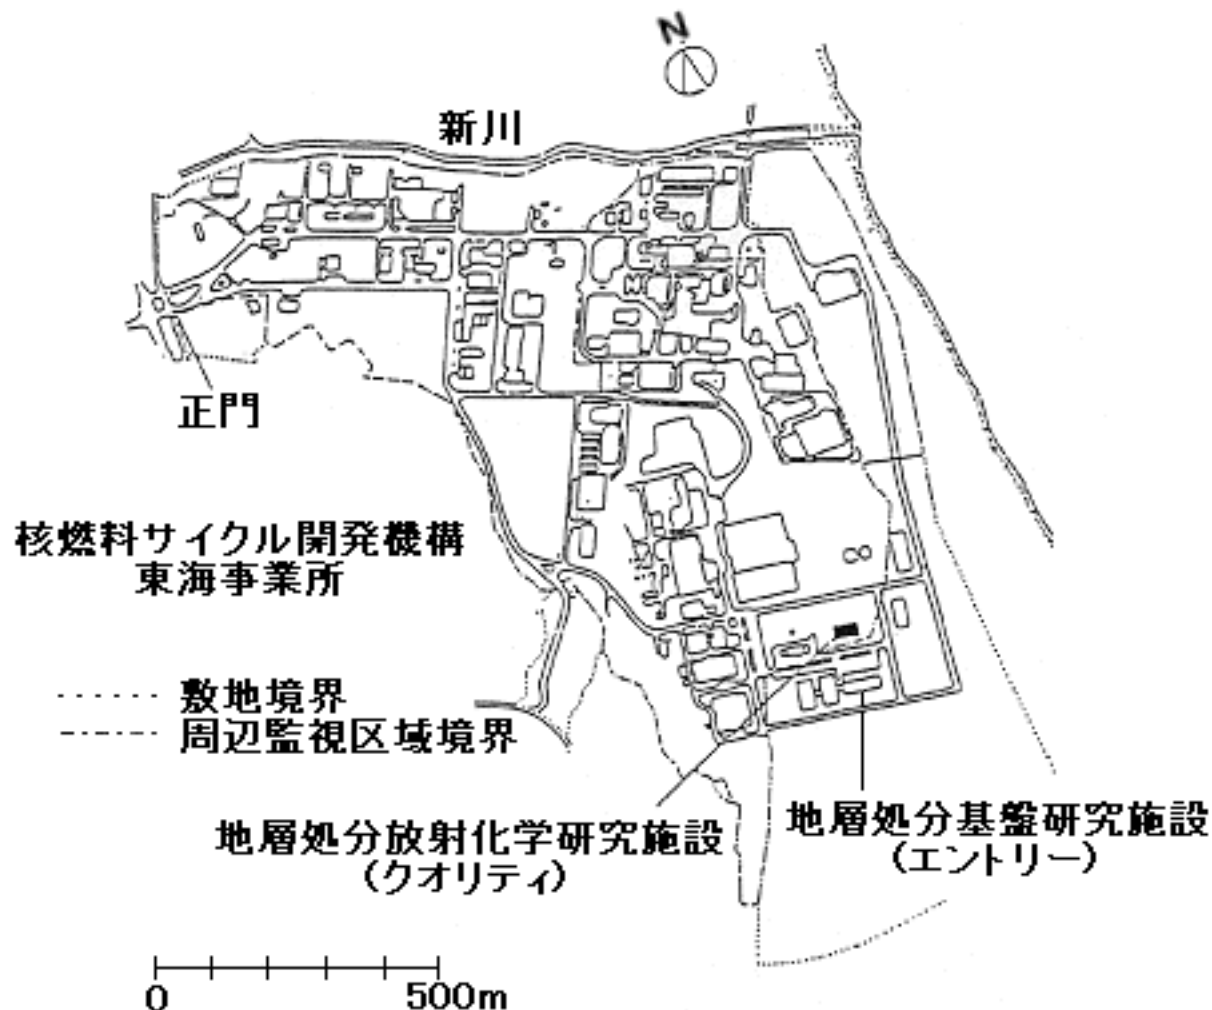 N
新川
正門
核燃料サイクル開発機構
東海事業所
敷地境界
周辺監視区域境界
地層処分放射化学研究施設
(クオリティ)
地層処分基盤研究施設
(エントリー)
0 500m